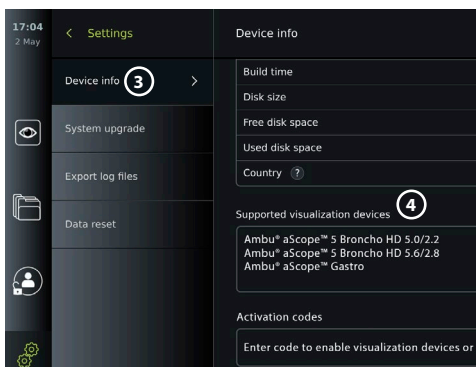 17:04
2 May
< Settings
Device info
Device info 3 >
System upgrade
Export log files
Data reset
Build time
Disk size
Free disk space
Used disk space
Country ?
Supported visualization devices 4
Ambu® aScope™ 5 Broncho HD 5.0/2.2
Ambu® aScope™ 5 Broncho HD 5.6/2.8
Ambu® aScope™ Gastro
Activation codes
Enter code to enable visualization devices or